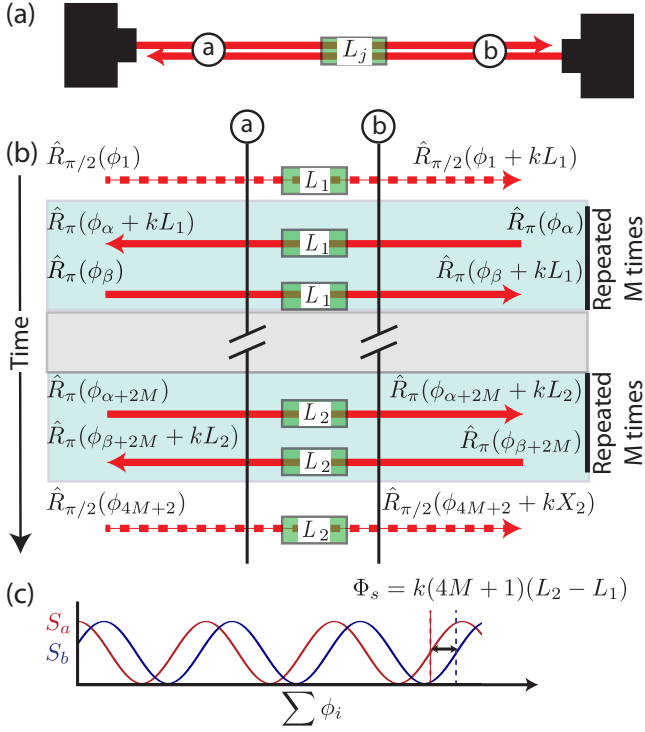 (a)
a
L_j
b
a
b
(b)
R̂_{π/2}(ϕ_1)
R̂_{π/2}(ϕ_1 + kL_1)
L_1
R̂_π(ϕ_α + kL_1)
R̂_π(ϕ_α)
L_1
R̂_π(ϕ_β)
R̂_π(ϕ_β + kL_1)
L_1
Repeated
M times
Time
R̂_π(ϕ_{α+2M})
R̂_π(ϕ_{α+2M} + kL_2)
L_2
R̂_π(ϕ_{β+2M} + kL_2)
R̂_π(ϕ_{β+2M})
L_2
Repeated
M times
R̂_{π/2}(ϕ_{4M+2})
R̂_{π/2}(ϕ_{4M+2} + kX_2)
L_2
(c)
Φ_s = k(4M + 1)(L_2 − L_1)
S_a
S_b
∑ ϕ_i